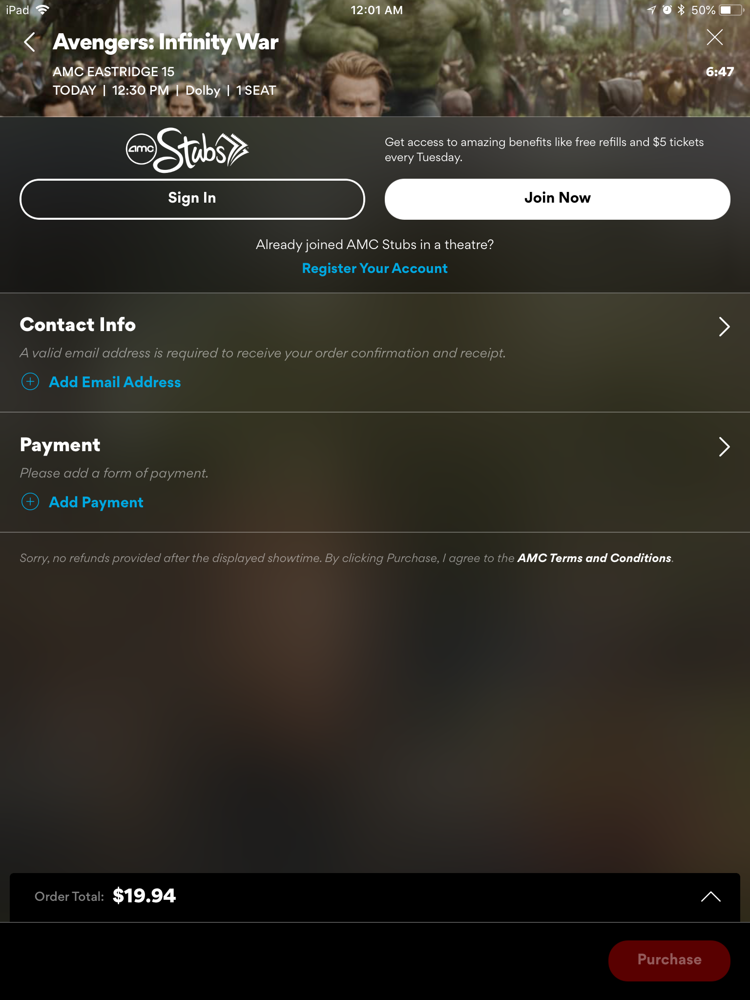 iPad 12:01 AM 50%
Avengers: Infinity War
AMC EASTRIDGE 15 6:47
TODAY | 12:30 PM | Dolby | 1 SEAT
amc Stubs
Get access to amazing benefits like free refills and $5 tickets
every Tuesday.
Sign In
Join Now
Already joined AMC Stubs in a theatre?
Register Your Account
Contact Info
A valid email address is required to receive your order confirmation and receipt.
Add Email Address
Payment
Please add a form of payment.
Add Payment
Sorry, no refunds provided after the displayed showtime. By clicking Purchase, I agree to the AMC Terms and Conditions.
Order Total: $19.94
Purchase